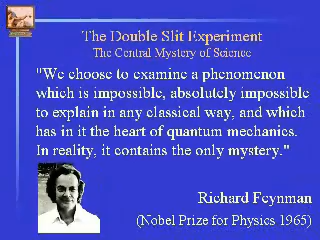 The Double Slit Experiment
The Central Mystery of Science
"We choose to examine a phenomenon
which is impossible, absolutely impossible
to explain in any classical way, and which
has in it the heart of quantum mechanics.
In reality, it contains the only mystery."
Richard Feynman
(Nobel Prize for Physics 1965)